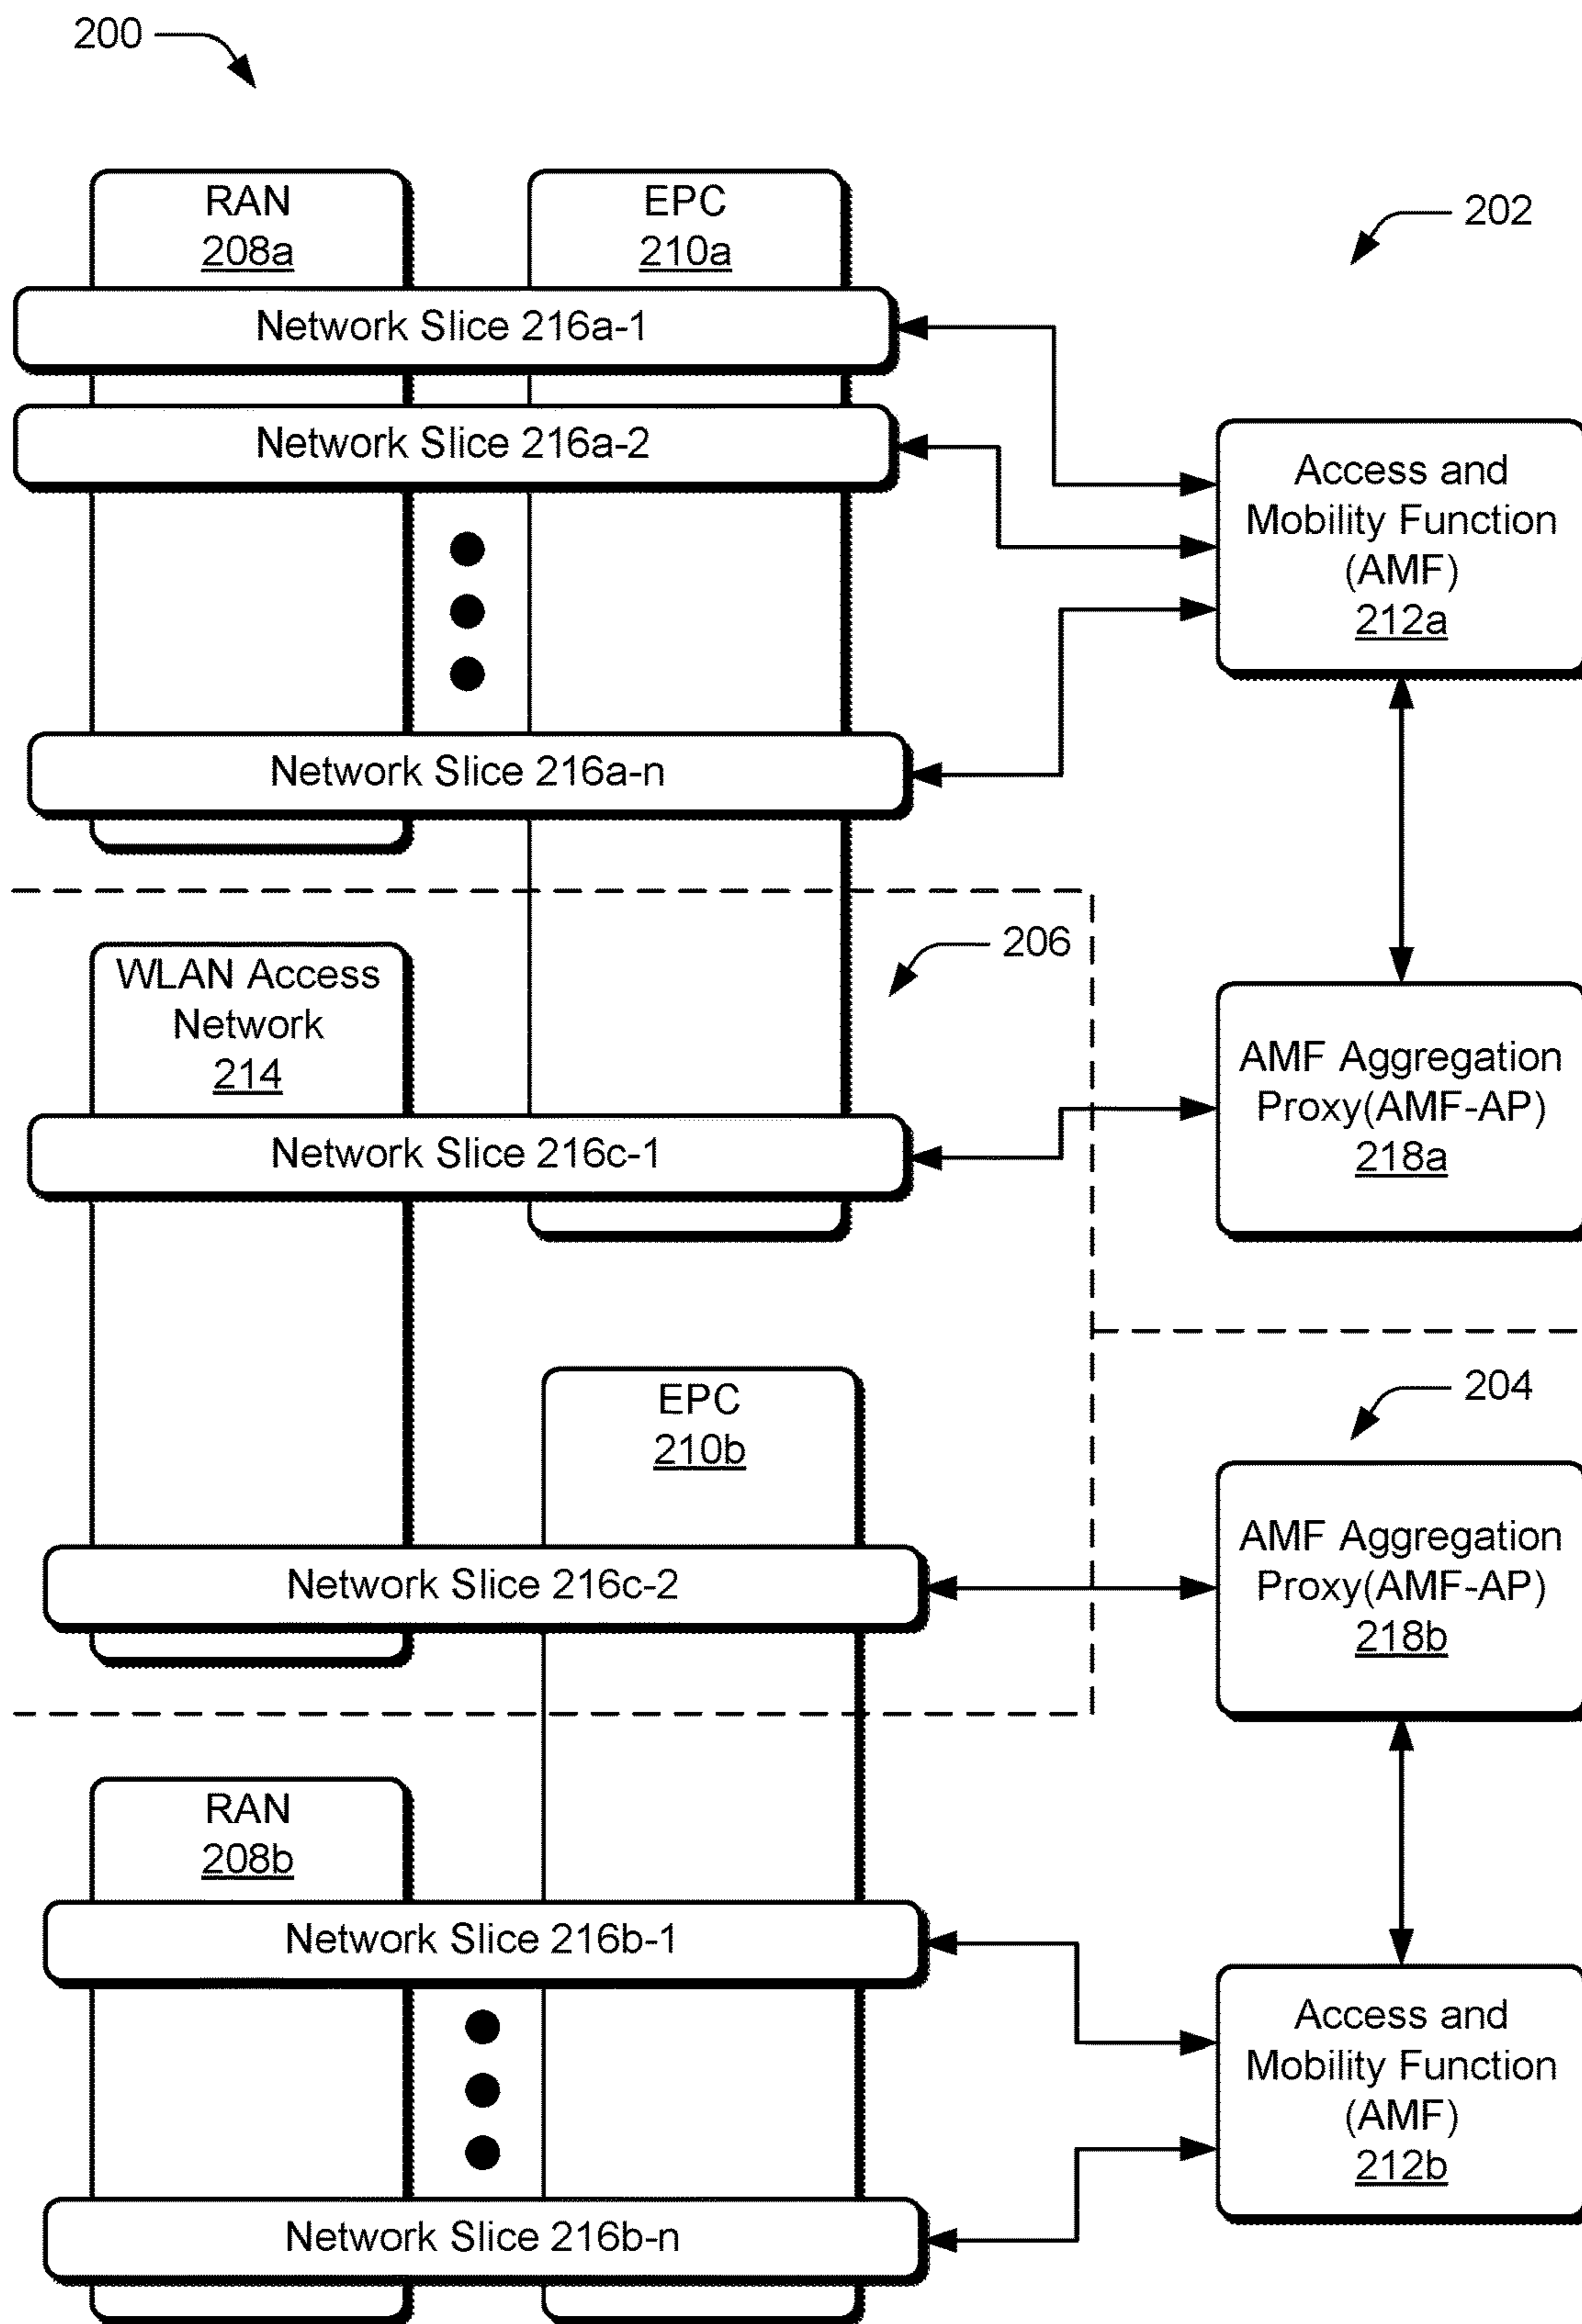 200
RAN
208a
EPC
210a
202
Network Slice 216a-1
Network Slice 216a-2
Access and
Mobility Function
(AMF)
212a
Network Slice 216a-n
206
WLAN Access
Network
214
AMF Aggregation
Proxy(AMF-AP)
218a
Network Slice 216c-1
204
EPC
210b
AMF Aggregation
Proxy(AMF-AP)
218b
Network Slice 216c-2
RAN
208b
Network Slice 216b-1
Access and
Mobility Function
(AMF)
212b
Network Slice 216b-n